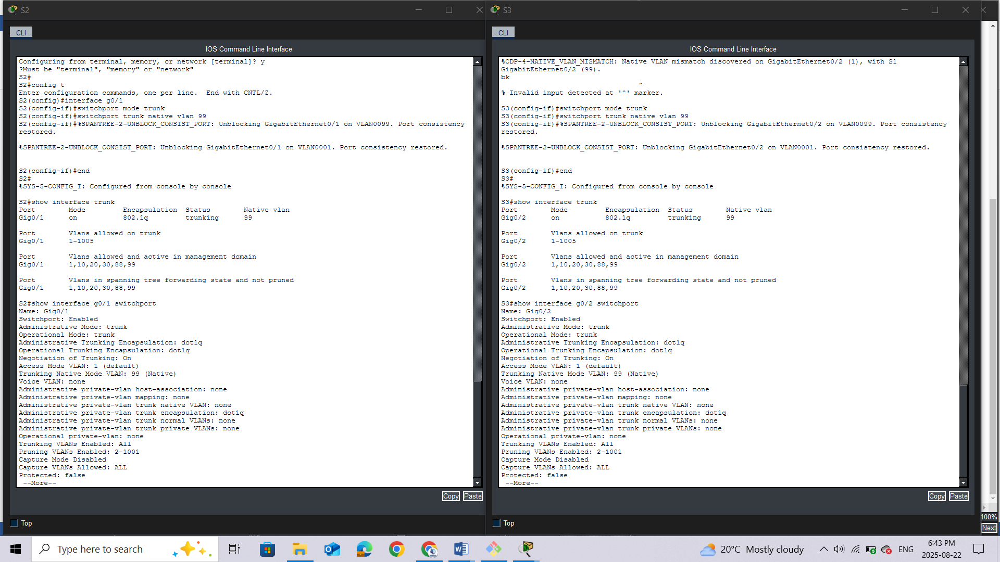 S2
CLI
IOS Command Line Interface
Configuring from terminal, memory, or network [terminal]? y
?Must be "terminal", "memory" or "network"
S2#
S2#config t
Enter configuration commands, one per line.  End with CNTL/Z.
S2(config)#interface g0/1
S2(config-if)#switchport mode trunk
S2(config-if)#switchport trunk native vlan 99
S2(config-if)#%SPANTREE-2-UNBLOCK_CONSIST_PORT: Unblocking GigabitEthernet0/1 on VLAN0099. Port consistency
restored.
%SPANTREE-2-UNBLOCK_CONSIST_PORT: Unblocking GigabitEthernet0/1 on VLAN0001. Port consistency restored.
S2(config-if)#end
S2#
%SYS-5-CONFIG_I: Configured from console by console
S2#show interface trunk
Port        Mode         Encapsulation  Status        Native vlan
Gig0/1      on           802.1q         trunking      99
Port        Vlans allowed on trunk
Gig0/1      1-1005
Port        Vlans allowed and active in management domain
Gig0/1      1,10,20,30,88,99
Port        Vlans in spanning tree forwarding state and not pruned
Gig0/1      1,10,20,30,88,99
S2#show interface g0/1 switchport
Name: Gig0/1
Switchport: Enabled
Administrative Mode: trunk
Operational Mode: trunk
Administrative Trunking Encapsulation: dot1q
Operational Trunking Encapsulation: dot1q
Negotiation of Trunking: On
Access Mode VLAN: 1 (default)
Trunking Native Mode VLAN: 99 (Native)
Voice VLAN: none
Administrative private-vlan host-association: none
Administrative private-vlan mapping: none
Administrative private-vlan trunk native VLAN: none
Administrative private-vlan trunk encapsulation: dot1q
Administrative private-vlan trunk normal VLANs: none
Administrative private-vlan trunk private VLANs: none
Operational private-vlan: none
Trunking VLANs Enabled: All
Pruning VLANs Enabled: 2-1001
Capture Mode Disabled
Capture VLANs Allowed: ALL
Protected: false
--More--
Copy Paste
Top
S3
CLI
IOS Command Line Interface
%CDP-4-NATIVE_VLAN_MISMATCH: Native VLAN mismatch discovered on GigabitEthernet0/2 (1), with S1
GigabitEthernet0/2 (99).
bk
^
% Invalid input detected at '^' marker.
S3(config-if)#switchport mode trunk
S3(config-if)#switchport trunk native vlan 99
S3(config-if)#%SPANTREE-2-UNBLOCK_CONSIST_PORT: Unblocking GigabitEthernet0/2 on VLAN0099. Port consistency
restored.
%SPANTREE-2-UNBLOCK_CONSIST_PORT: Unblocking GigabitEthernet0/2 on VLAN0001. Port consistency restored.
S3(config-if)#end
S3#
%SYS-5-CONFIG_I: Configured from console by console
S3#show interface trunk
Port        Mode         Encapsulation  Status        Native vlan
Gig0/2      on           802.1q         trunking      99
Port        Vlans allowed on trunk
Gig0/2      1-1005
Port        Vlans allowed and active in management domain
Gig0/2      1,10,20,30,88,99
Port        Vlans in spanning tree forwarding state and not pruned
Gig0/2      1,10,20,30,88,99
S3#show interface g0/2 switchport
Name: Gig0/2
Switchport: Enabled
Administrative Mode: trunk
Operational Mode: trunk
Administrative Trunking Encapsulation: dot1q
Operational Trunking Encapsulation: dot1q
Negotiation of Trunking: On
Access Mode VLAN: 1 (default)
Trunking Native Mode VLAN: 99 (Native)
Voice VLAN: none
Administrative private-vlan host-association: none
Administrative private-vlan mapping: none
Administrative private-vlan trunk native VLAN: none
Administrative private-vlan trunk encapsulation: dot1q
Administrative private-vlan trunk normal VLANs: none
Administrative private-vlan trunk private VLANs: none
Operational private-vlan: none
Trunking VLANs Enabled: All
Pruning VLANs Enabled: 2-1001
Capture Mode Disabled
Capture VLANs Allowed: ALL
Protected: false
--More--
Copy Paste
Top
100%
Next
Type here to search
20°C Mostly cloudy
ENG
6:43 PM
2025-08-22